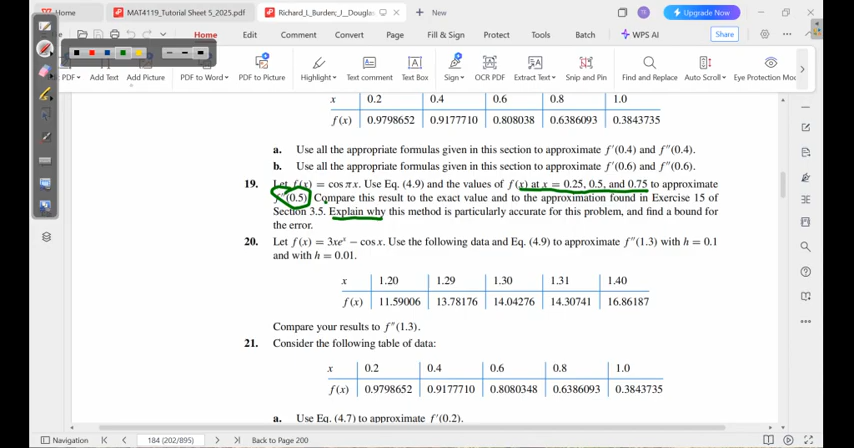 Home
MAT4119_Tutorial Sheet 5_2025.pdf
Richard_L_Burden;_J._Douglas
+ New
Upgrade Now
Home Edit Comment Convert Page Fill & Sign Protect Tools Batch WPS AI Share
PDF Add Text Add Picture PDF to Word PDF to Picture Highlight Text comment Text Box Sign OCR PDF Extract Text Snip and Pin Find and Replace Auto Scroll Eye Protection Mod
x 0.2 0.4 0.6 0.8 1.0
f(x) 0.9798652 0.9177710 0.808038 0.6386093 0.3843735
a. Use all the appropriate formulas given in this section to approximate f′(0.4) and f″(0.4).
b. Use all the appropriate formulas given in this section to approximate f′(0.6) and f″(0.6).
19. Let f(x) = cos πx. Use Eq. (4.9) and the values of f(x) at x = 0.25, 0.5, and 0.75 to approximate
f″(0.5). Compare this result to the exact value and to the approximation found in Exercise 15 of
Section 3.5. Explain why this method is particularly accurate for this problem, and find a bound for
the error.
20. Let f(x) = 3xeˣ − cos x. Use the following data and Eq. (4.9) to approximate f″(1.3) with h = 0.1
and with h = 0.01.
x 1.20 1.29 1.30 1.31 1.40
f(x) 11.59006 13.78176 14.04276 14.30741 16.86187
Compare your results to f″(1.3).
21. Consider the following table of data:
x 0.2 0.4 0.6 0.8 1.0
f(x) 0.9798652 0.9177710 0.8080348 0.6386093 0.3843735
a. Use Eq. (4.7) to approximate f′(0.2).
Navigation 184 (202/895) Back to Page 200